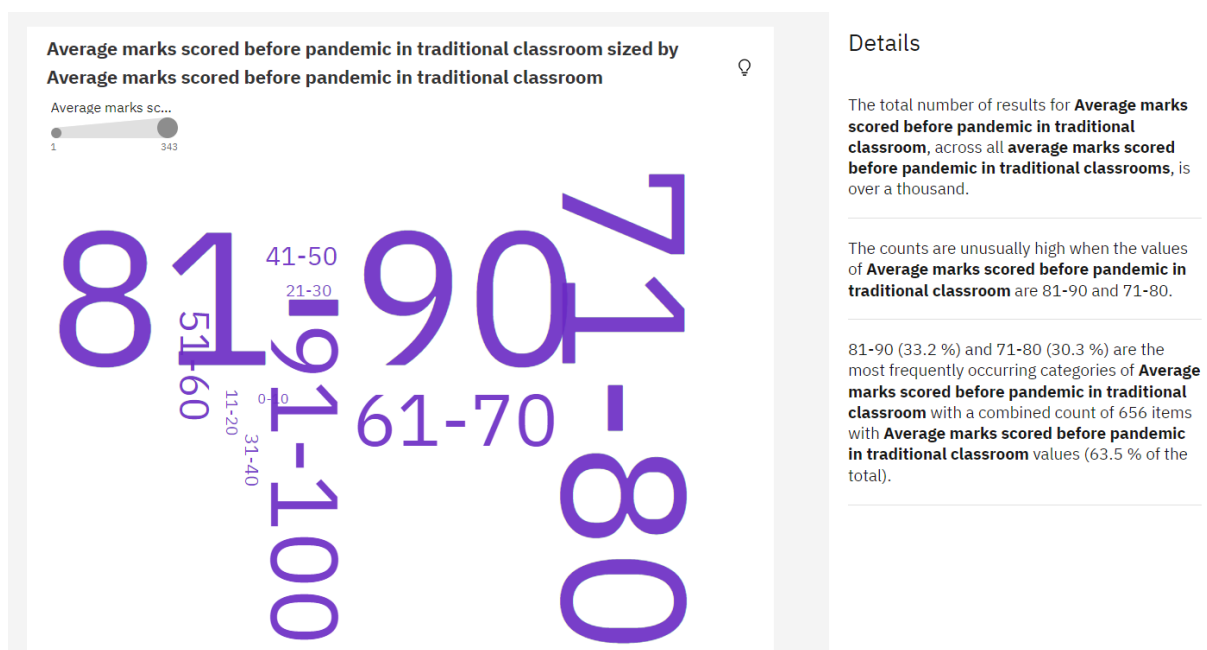 Average marks scored before pandemic in traditional classroom sized by
Average marks scored before pandemic in traditional classroom
Average marks sc...
1
343
81-90
71-80
41-50
21-30
51-60
91-100
11-20
0-10
61-70
31-40
Details
The total number of results for Average marks
scored before pandemic in traditional
classroom, across all average marks scored
before pandemic in traditional classrooms, is
over a thousand.
The counts are unusually high when the values
of Average marks scored before pandemic in
traditional classroom are 81-90 and 71-80.
81-90 (33.2 %) and 71-80 (30.3 %) are the
most frequently occurring categories of Average
marks scored before pandemic in traditional
classroom with a combined count of 656 items
with Average marks scored before pandemic
in traditional classroom values (63.5 % of the
total).